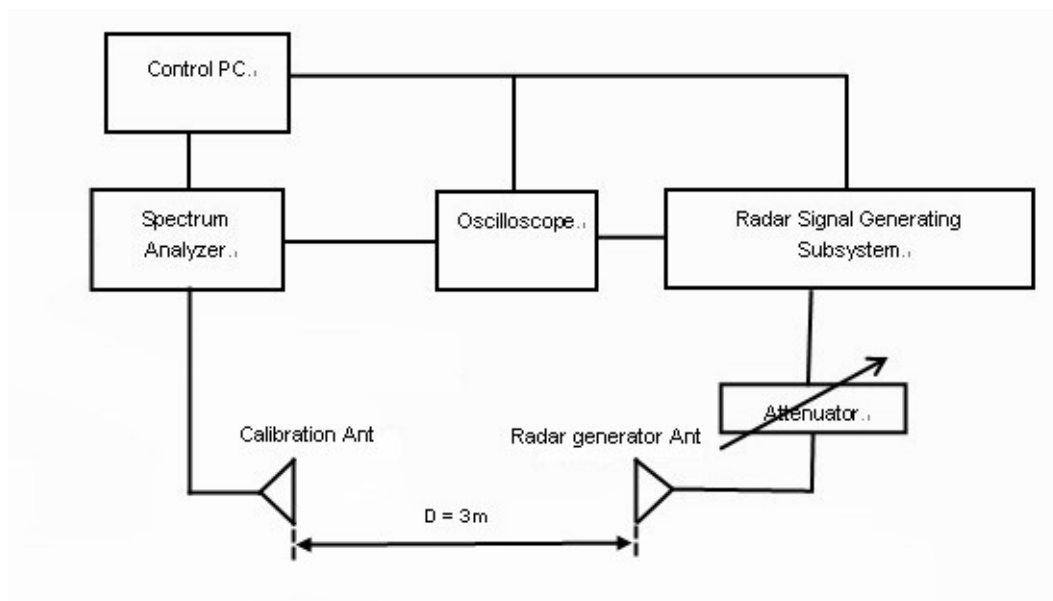 Control PC.
Spectrum
Analyzer.
Oscilloscope.
Radar Signal Generating
Subsystem.
Attenuator.
Calibration Ant
Radar generator Ant
D = 3m